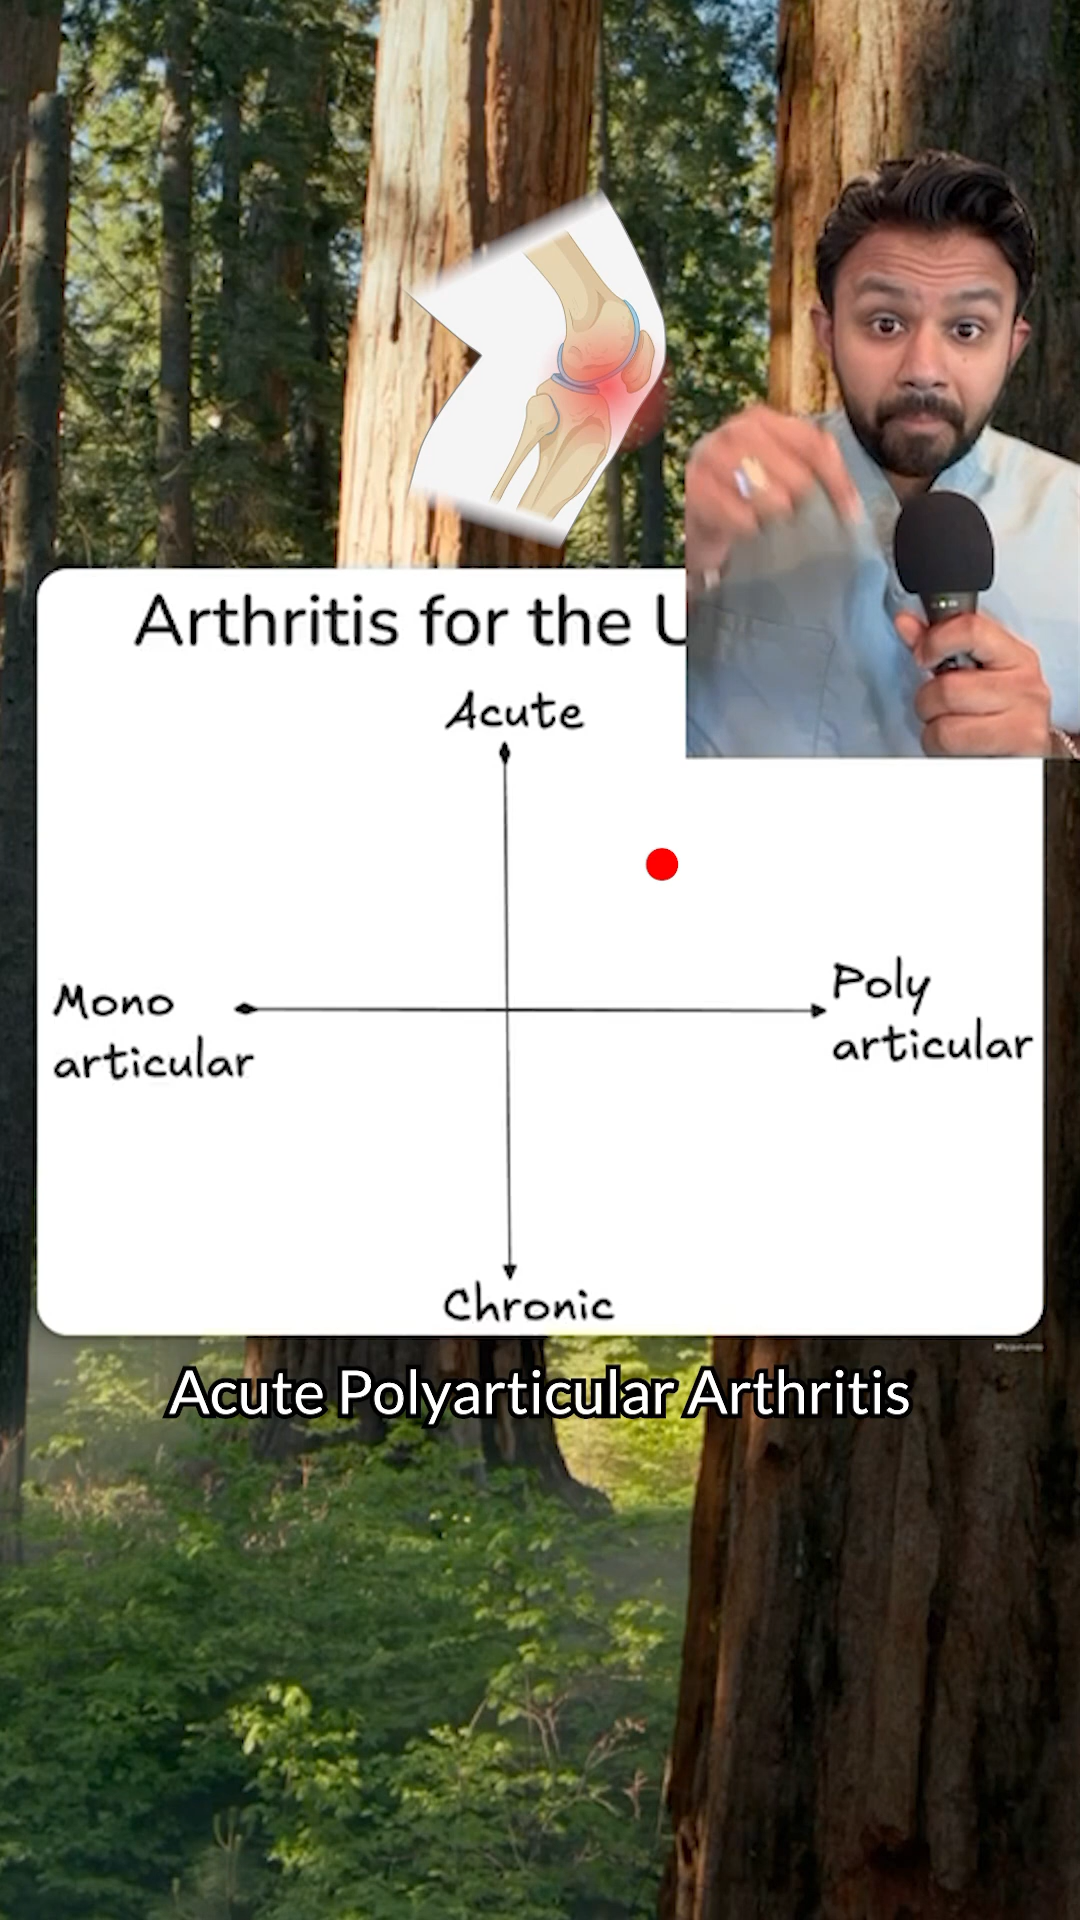 Arthritis for the U
Acute
Mono
articular
Poly
articular
Chronic
Acute Polyarticular Arthritis